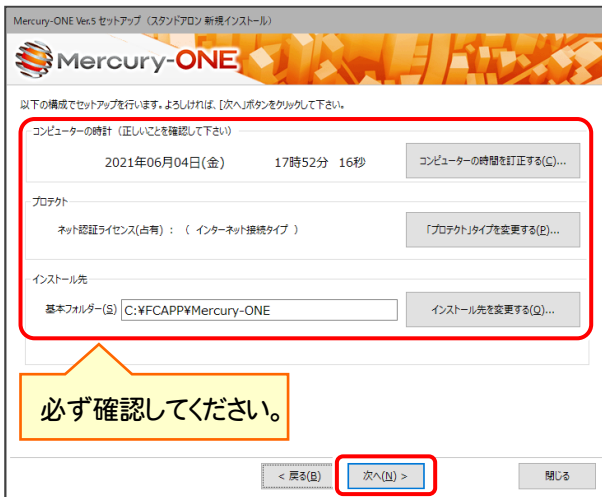 Mercury-ONE Ver.5 セットアップ (スタンドアロン 新規インストール)
Mercury-ONE
以下の構成でセットアップを行います。よろしければ、[次へ]ボタンをクリックして下さい。
コンピューターの時計 (正しいことを確認して下さい)
2021年06月04日(金) 17時52分 16秒 コンピューターの時間を訂正する(C)...
プロテクト
ネット認証ライセンス(占有) : ( インターネット接続タイプ ) 「プロテクト」タイプを変更する(P)...
インストール先
基本フォルダー(S) C:¥FCAPP¥Mercury-ONE インストール先を変更する(O)...
必ず確認してください。
< 戻る(B) 次へ(N) > 閉じる